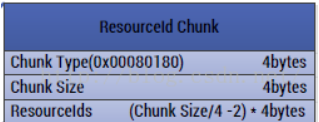 ResourceId Chunk
Chunk Type(0x00080180) 4bytes
Chunk Size 4bytes
ResourceIds (Chunk Size/4 -2) * 4bytes